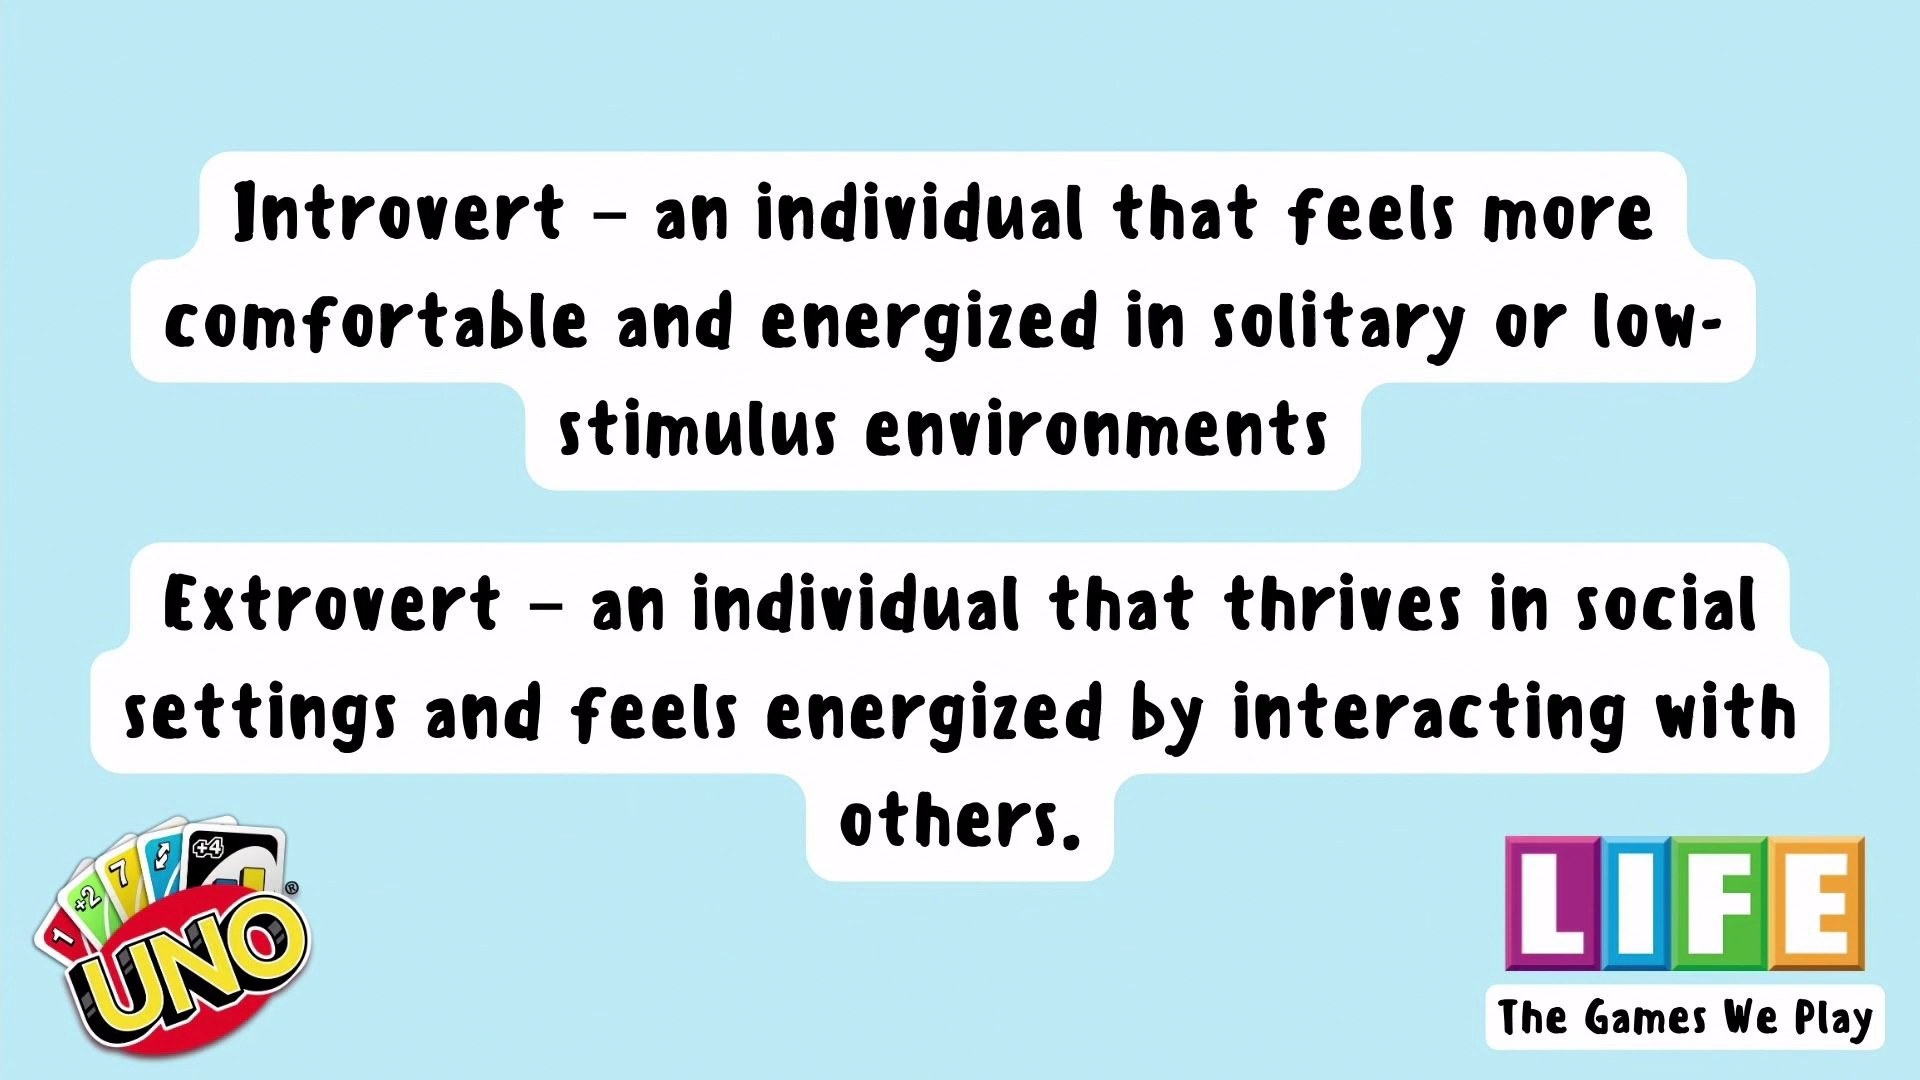 Introvert – an individual that feels more
comfortable and energized in solitary or low-
stimulus environments
Extrovert – an individual that thrives in social
settings and feels energized by interacting with
others.
1
+2
7
+4
UNO®
LIFE
The Games We Play